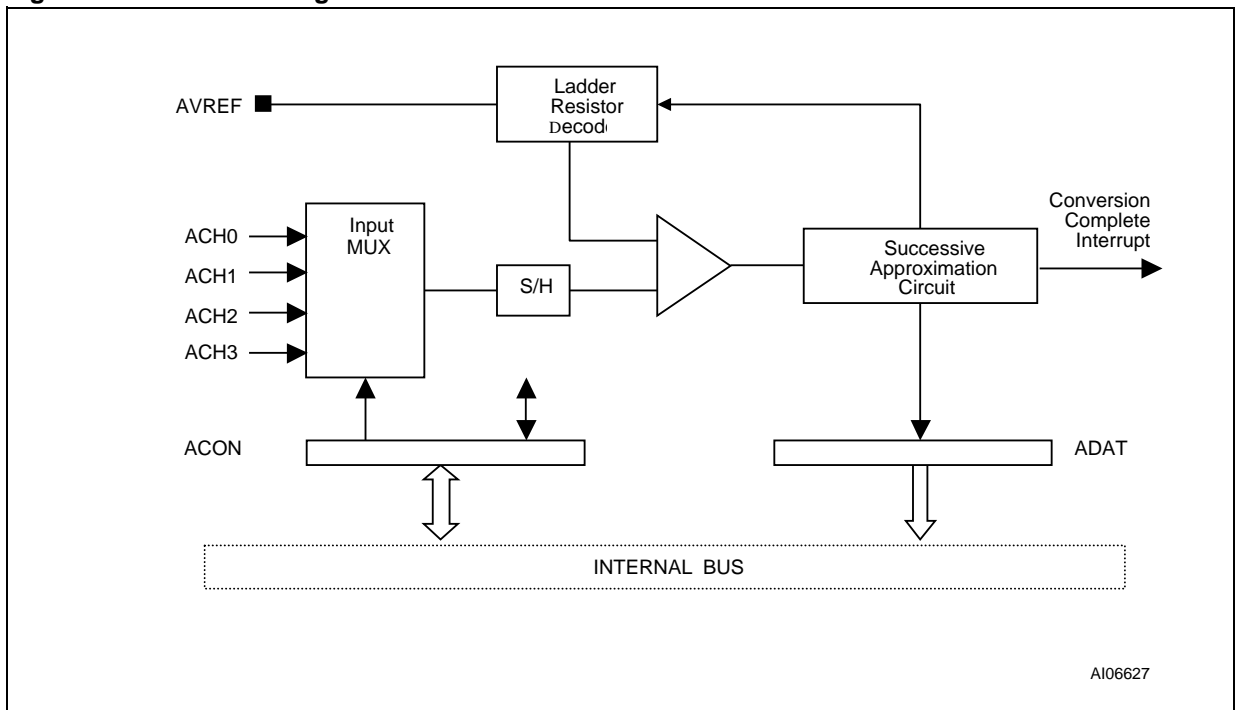 AVREF
Ladder
Resistor
Decode
ACH0
ACH1
ACH2
ACH3
Input
MUX
S/H
Successive
Approximation
Circuit
Conversion
Complete
Interrupt
ACON
ADAT
INTERNAL BUS
AI06627